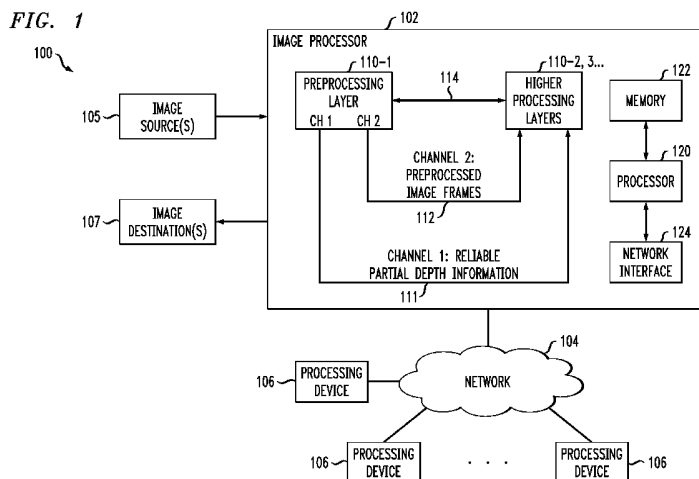 FIG. 1
100
102
IMAGE PROCESSOR
110-1
PREPROCESSING
LAYER
CH 1 CH 2
114
110-2, 3...
HIGHER
PROCESSING
LAYERS
122
MEMORY
120
PROCESSOR
124
NETWORK
INTERFACE
105
IMAGE
SOURCE(S)
107
IMAGE
DESTINATION(S)
CHANNEL 2:
PREPROCESSED
IMAGE FRAMES
112
CHANNEL 1: RELIABLE
PARTIAL DEPTH INFORMATION
111
104
NETWORK
106
PROCESSING
DEVICE
106
PROCESSING
DEVICE
. . .
PROCESSING
DEVICE
106